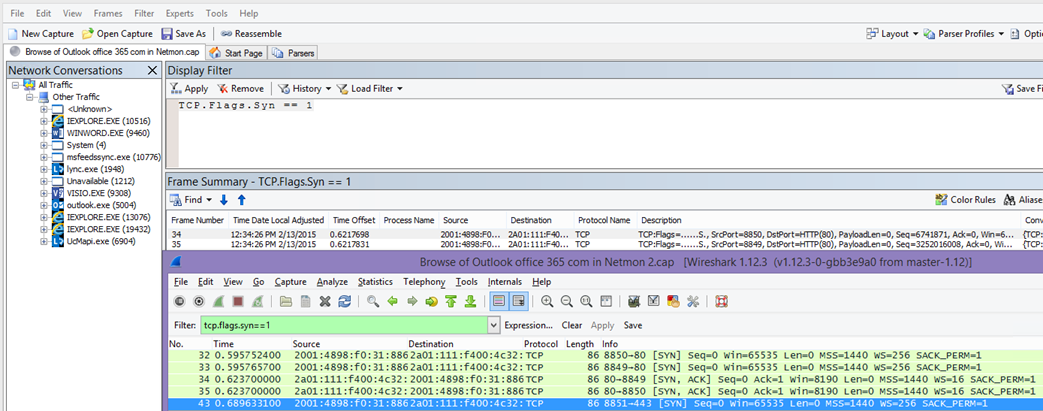 File Edit View Frames Filter Experts Tools Help
New Capture Open Capture Save As Reassemble Layout Parser Profiles Optio
Browse of Outlook office 365 com in Netmon.cap Start Page Parsers
Network Conversations
Display Filter
All Traffic
Other Traffic
<Unknown>
IEXPLORE.EXE (10516)
WINWORD.EXE (9460)
System (4)
msfeedssync.exe (10776)
lync.exe (1948)
Unavailable (1212)
VISIO.EXE (9308)
outlook.exe (5004)
IEXPLORE.EXE (13076)
IEXPLORE.EXE (19432)
UcMapi.exe (6904)
Apply Remove History Load Filter Save Fi
TCP.Flags.Syn == 1
Frame Summary - TCP.Flags.Syn == 1
Find Color Rules Aliase
Frame Number Time Date Local Adjusted Time Offset Process Name Source Destination Protocol Name Description Conv
34 12:34:26 PM 2/13/2015 0.6217698 2001:4898:F0... 2A01:111:F40... TCP TCP:Flags=......S., SrcPort=8850, DstPort=HTTP(80), PayloadLen=0, Seq=6741871, Ack=0, Win=6... {TCP:
35 12:34:26 PM 2/13/2015 0.6217831 2001:4898:F0... 2A01:111:F40... TCP TCP:Flags=......S., SrcPort=8849, DstPort=HTTP(80), PayloadLen=0, Seq=3252016008, Ack=0, Win... {TCP:
Browse of Outlook office 365 com in Netmon 2.cap [Wireshark 1.12.3 (v1.12.3-0-gbb3e9a0 from master-1.12)]
File Edit View Go Capture Analyze Statistics Telephony Tools Internals Help
Filter: tcp.flags.syn==1 Expression... Clear Apply Save
No. Time Source Destination Protocol Length Info
32 0.595752400 2001:4898:f0:31:886 2a01:111:f400:4c32: TCP 86 8850→80 [SYN] Seq=0 Win=65535 Len=0 MSS=1440 WS=256 SACK_PERM=1
33 0.595765700 2001:4898:f0:31:886 2a01:111:f400:4c32: TCP 86 8849→80 [SYN] Seq=0 Win=65535 Len=0 MSS=1440 WS=256 SACK_PERM=1
34 0.623700000 2a01:111:f400:4c32: 2001:4898:f0:31:886 TCP 86 80→8849 [SYN, ACK] Seq=0 Ack=1 Win=8190 Len=0 MSS=1440 WS=16 SACK_PERM=1
35 0.623700000 2a01:111:f400:4c32: 2001:4898:f0:31:886 TCP 86 80→8850 [SYN, ACK] Seq=0 Ack=1 Win=8190 Len=0 MSS=1440 WS=16 SACK_PERM=1
43 0.689633100 2001:4898:f0:31:886 2a01:111:f400:4c32: TCP 86 8851→443 [SYN] Seq=0 Win=65535 Len=0 MSS=1440 WS=256 SACK_PERM=1